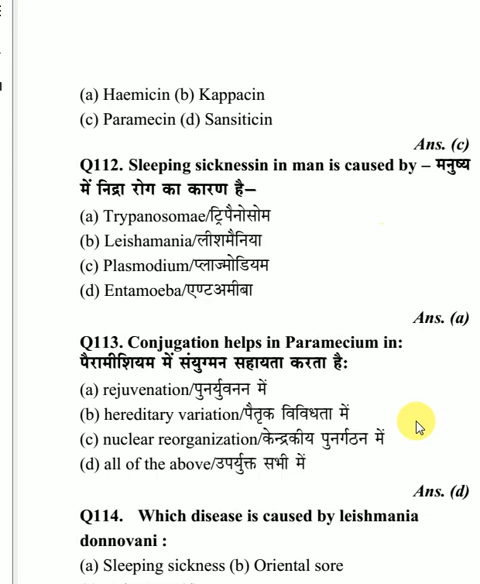 (a) Haemicin (b) Kappacin
(c) Paramecin (d) Sansiticin
Ans. (c)
Q112. Sleeping sicknessin in man is caused by – मनुष्य
में निद्रा रोग का कारण है–
(a) Trypanosomae/ट्रिपैनोसोम
(b) Leishamania/लीशमैनिया
(c) Plasmodium/प्लाज्मोडियम
(d) Entamoeba/एण्टअमीबा
Ans. (a)
Q113. Conjugation helps in Paramecium in:
पैरामीशियम में संयुग्मन सहायता करता है:
(a) rejuvenation/पुनर्युवनन में
(b) hereditary variation/पैतृक विविधता में
(c) nuclear reorganization/केन्द्रकीय पुनर्गठन में
(d) all of the above/उपर्युक्त सभी में
Ans. (d)
Q114. Which disease is caused by leishmania
donnovani :
(a) Sleeping sickness (b) Oriental sore